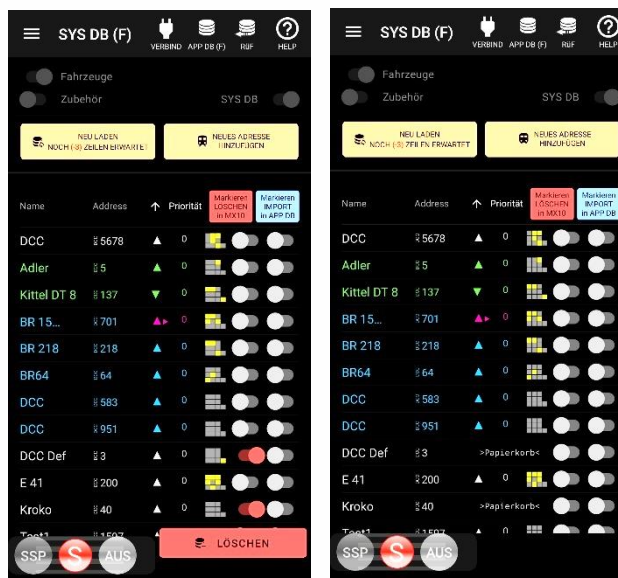 SYS DB (F)
VERBIND
APP DB (F)
RüF
HELP
Fahrzeuge
Zubehör
SYS DB
NEU LADEN
NOCH (-3) ZEILEN ERWARTET
NEUES ADRESSE
HINZUFÜGEN
Name Address Priorität
Markieren
LÖSCHEN
in MX10
Markieren
IMPORT
in APP DB
DCC 5678 0
Adler 5 0
Kittel DT 8 137 0
BR 15... 701 0
BR 218 218 0
BR64 64 0
DCC 583 0
DCC 951 0
DCC Def 3 0
E 41 200 0
Kroko 40 0
LÖSCHEN
SSP S AUS
SYS DB (F)
VERBIND
APP DB (F)
RüF
HELP
Fahrzeuge
Zubehör
SYS DB
NEU LADEN
NOCH (-3) ZEILEN ERWARTET
NEUES ADRESSE
HINZUFÜGEN
Name Address Priorität
Markieren
LÖSCHEN
in MX10
Markieren
IMPORT
in APP DB
DCC 5678 0
Adler 5 0
Kittel DT 8 137 0
BR 15... 701 0
BR 218 218 0
BR64 64 0
DCC 583 0
DCC 951 0
DCC Def 3 >Papierkorb<
E 41 200 0
Kroko 40 >Papierkorb<
0
SSP S AUS